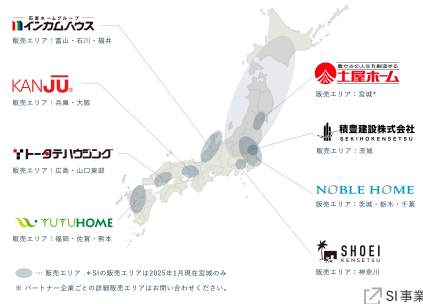 石友ホームグループ
インカムハウス
販売エリア：富山・石川・福井
KANJU
販売エリア：兵庫・大阪
トータテハウジング
販売エリア：広島・山口東部
YUYUHOME
販売エリア：福岡・佐賀・熊本
豊かさの人生を創造する
土屋ホーム
販売エリア：宮城*
積豊建設株式会社
SEKIHOKENSETSU
販売エリア：茨城
NOBLE HOME
販売エリア：茨城・栃木・千葉
SHOEI
KENSETSU
販売エリア：神奈川
… 販売エリア ＊SIの販売エリアは2025年1月現在宮城のみ
※ パートナー企業ごとの詳細販売エリアはお問い合わせください。
SI 事業